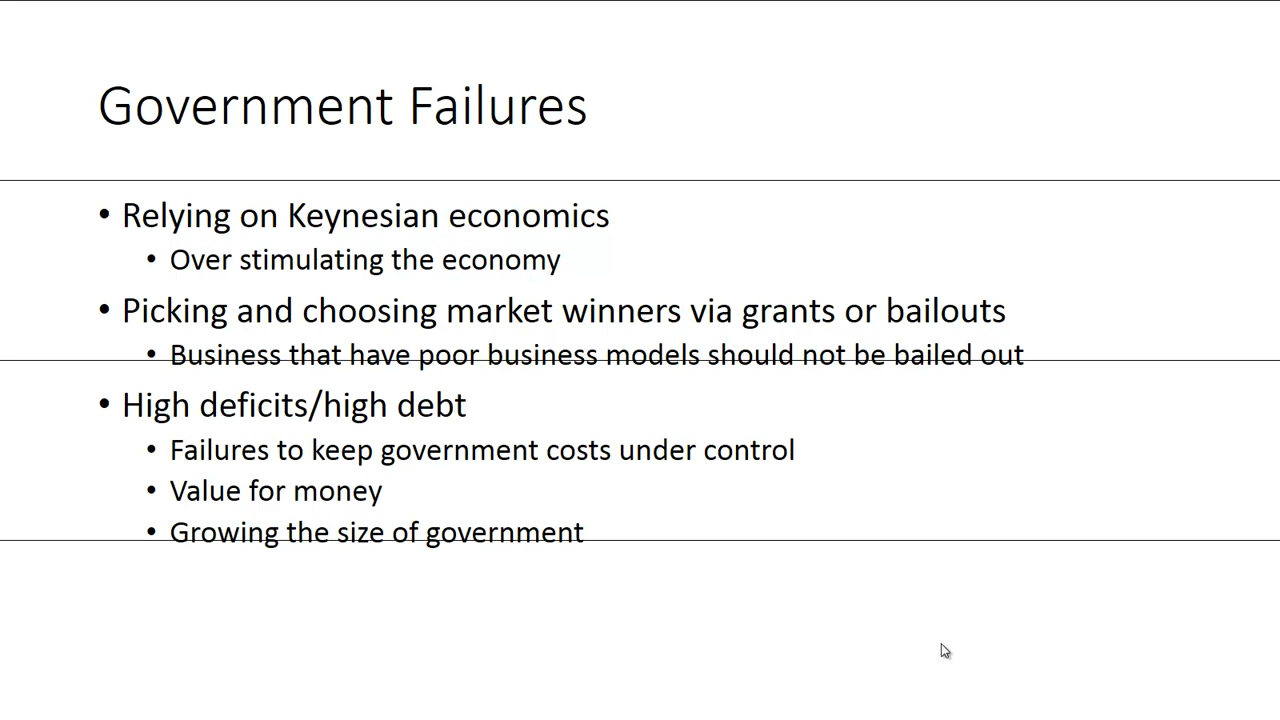 Government Failures
• Relying on Keynesian economics
• Over stimulating the economy
• Picking and choosing market winners via grants or bailouts
• Business that have poor business models should not be bailed out
• High deficits/high debt
• Failures to keep government costs under control
• Value for money
• Growing the size of government